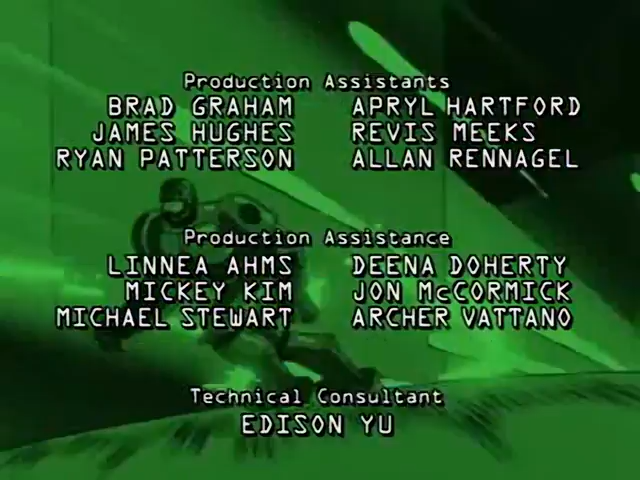 Production Assistants
BRAD GRAHAM APRYL HARTFORD
JAMES HUGHES REVIS MEEKS
RYAN PATTERSON ALLAN RENNAGEL
Production Assistance
LINNEA AHMS DEENA DOHERTY
MICKEY KIM JON McCORMICK
MICHAEL STEWART ARCHER VATTANO
Technical Consultant
EDISON YU